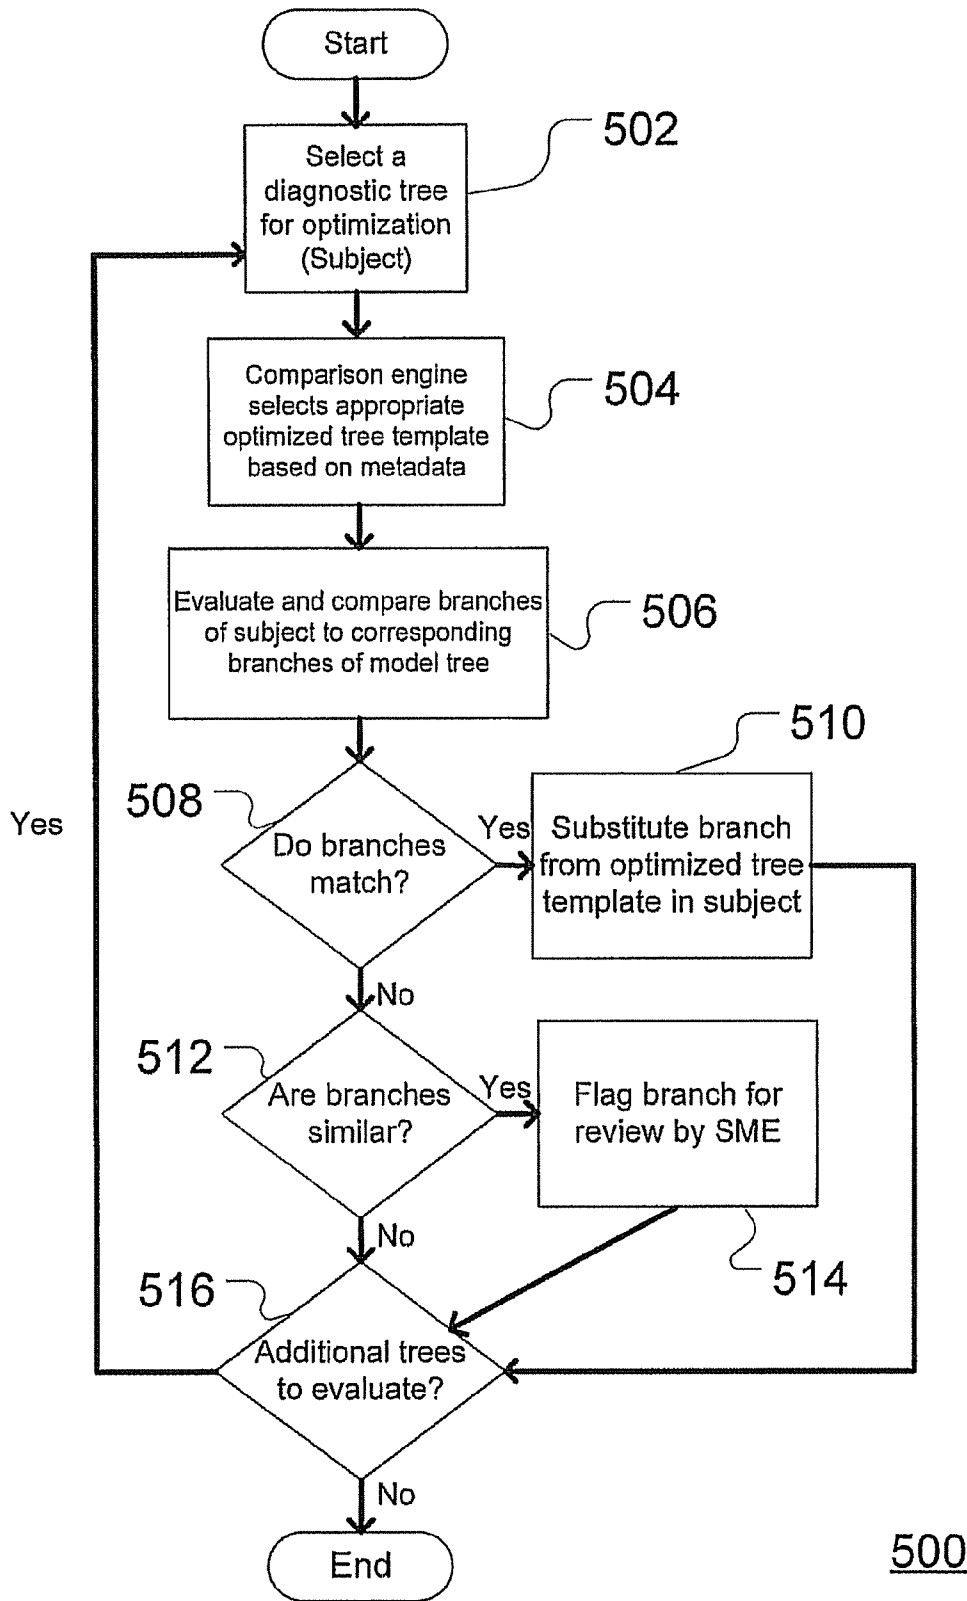 Start
502
Select a
diagnostic tree
for optimization
(Subject)
504
Comparison engine
selects appropriate
optimized tree template
based on metadata
506
Evaluate and compare branches
of subject to corresponding
branches of model tree
510
508
Yes
Do branches
match?
Yes
Substitute branch
from optimized tree
template in subject
No
512
Are branches
similar?
Yes
Flag branch for
review by SME
No
514
516
Additional trees
to evaluate?
No
End
500